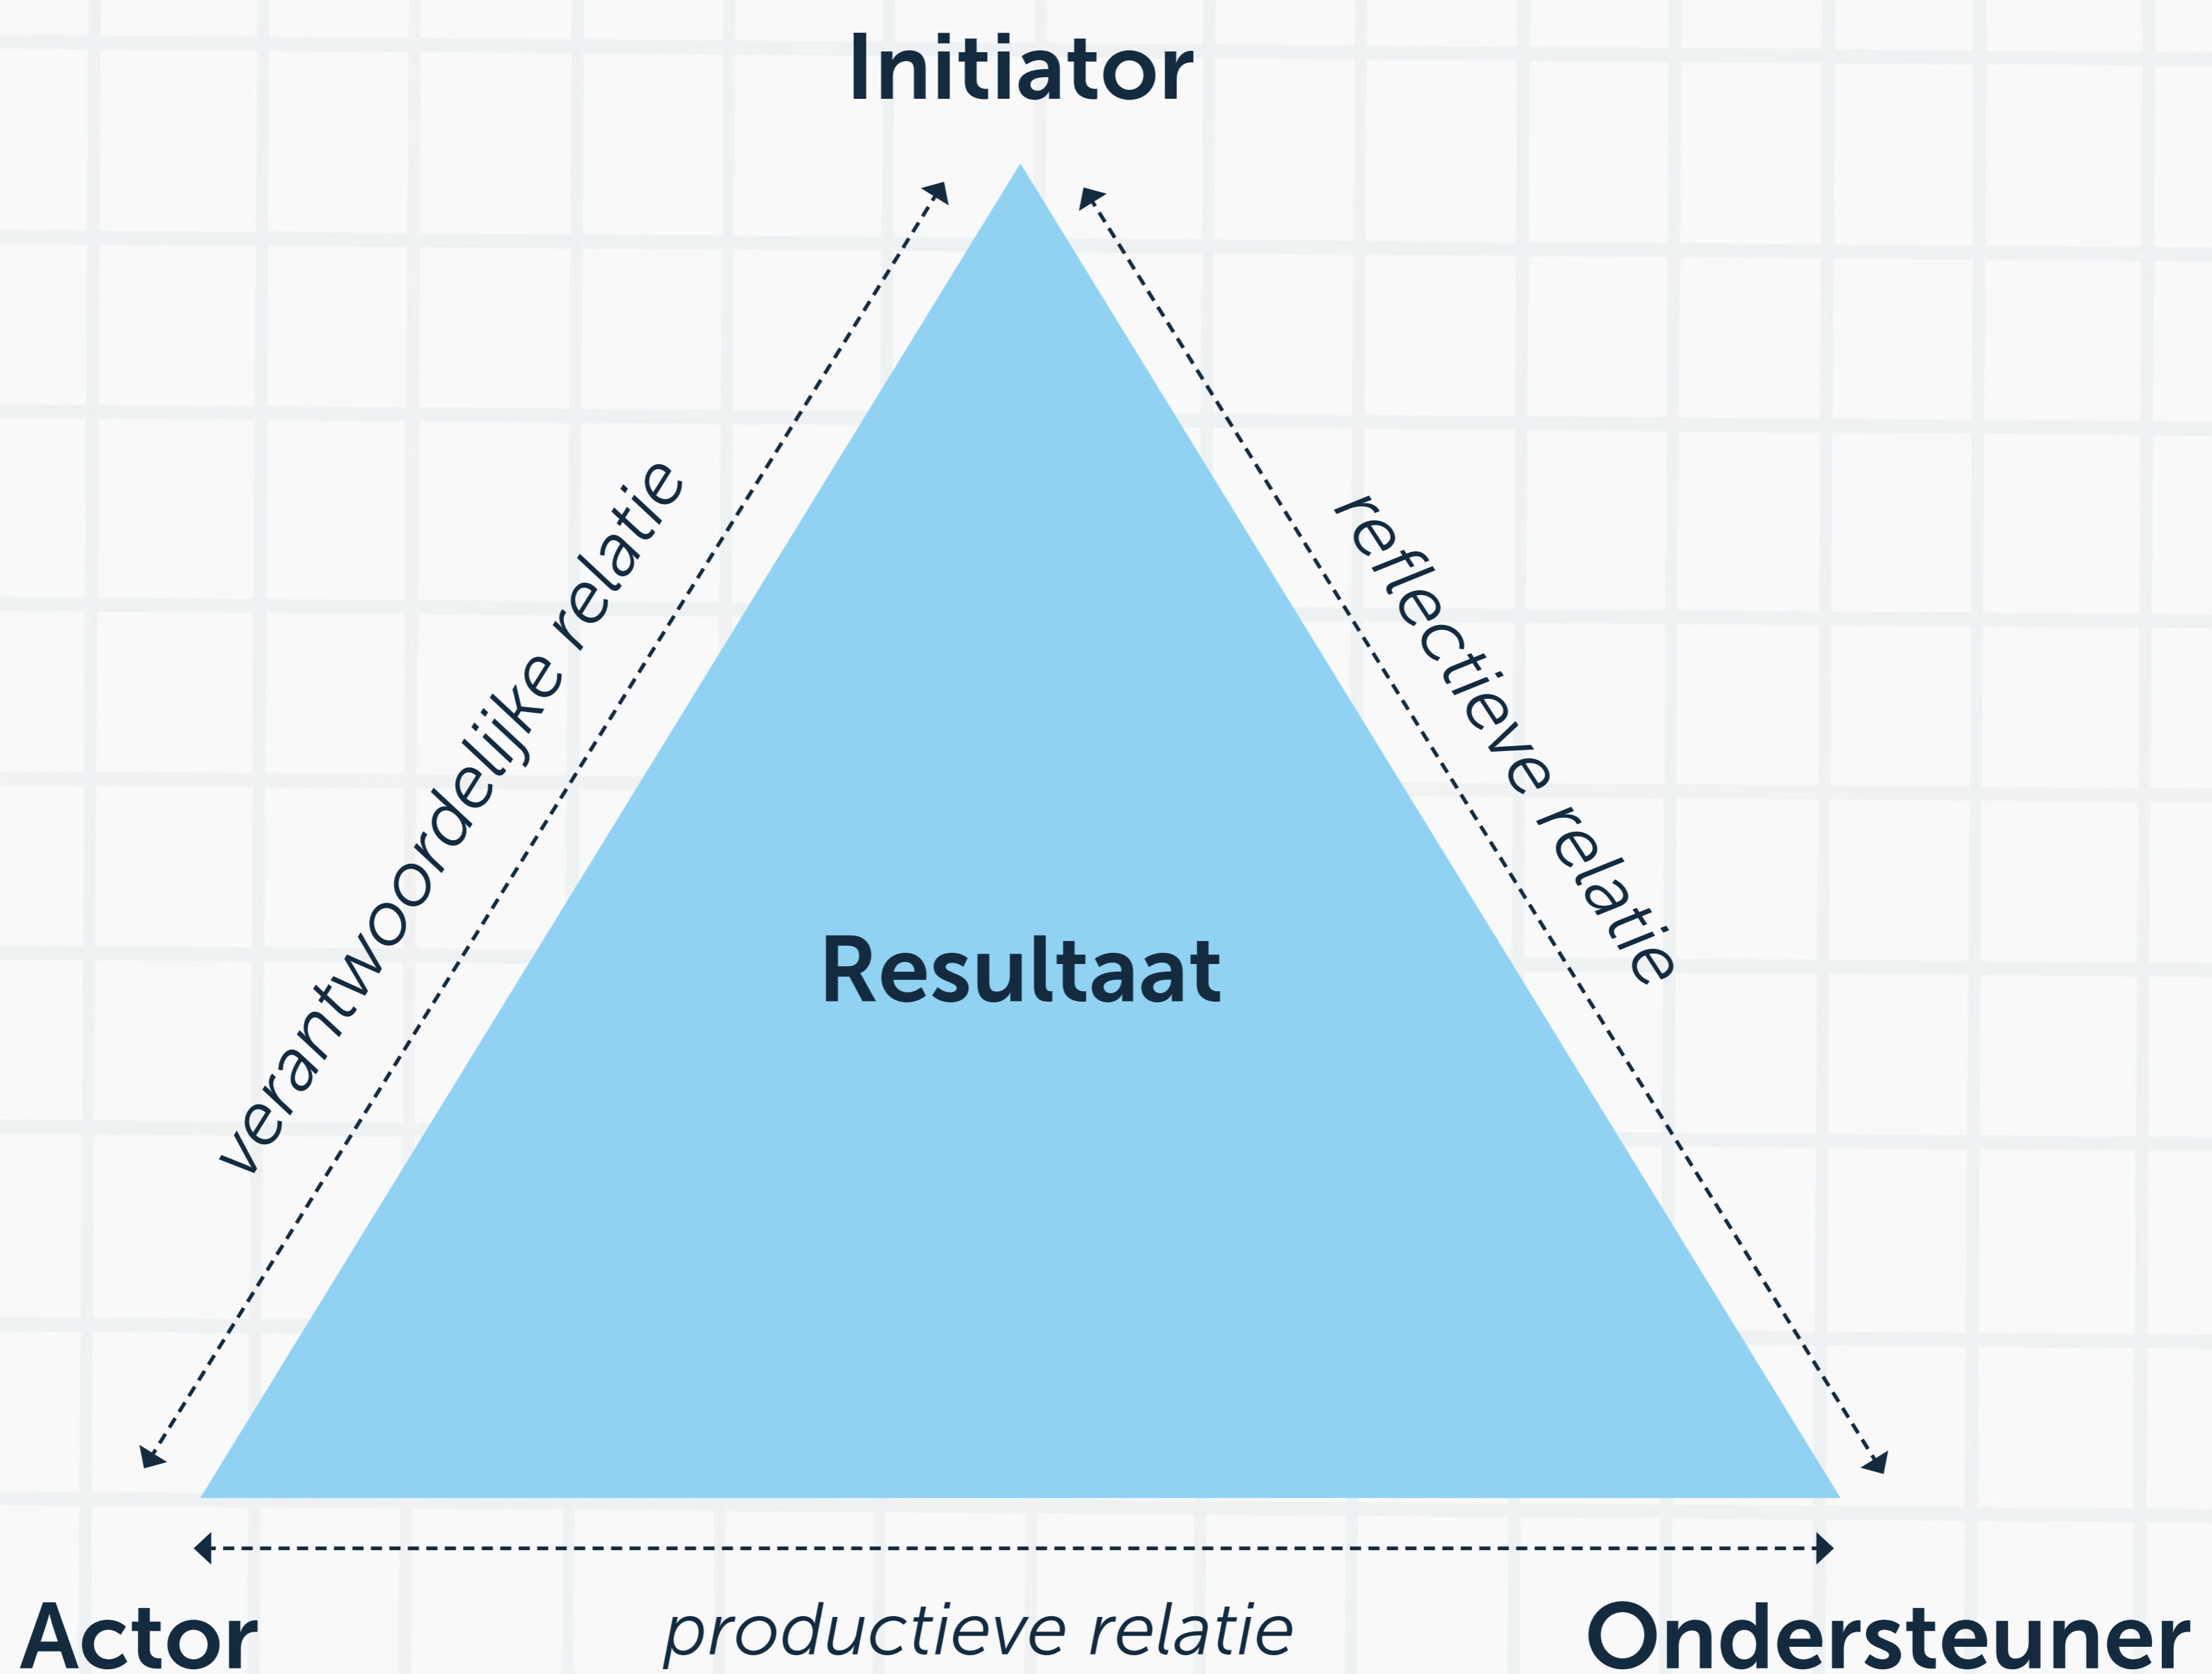 Initiator
verantwoordelijke relatie
reflectieve relatie
Resultaat
Actor
productieve relatie
Ondersteuner